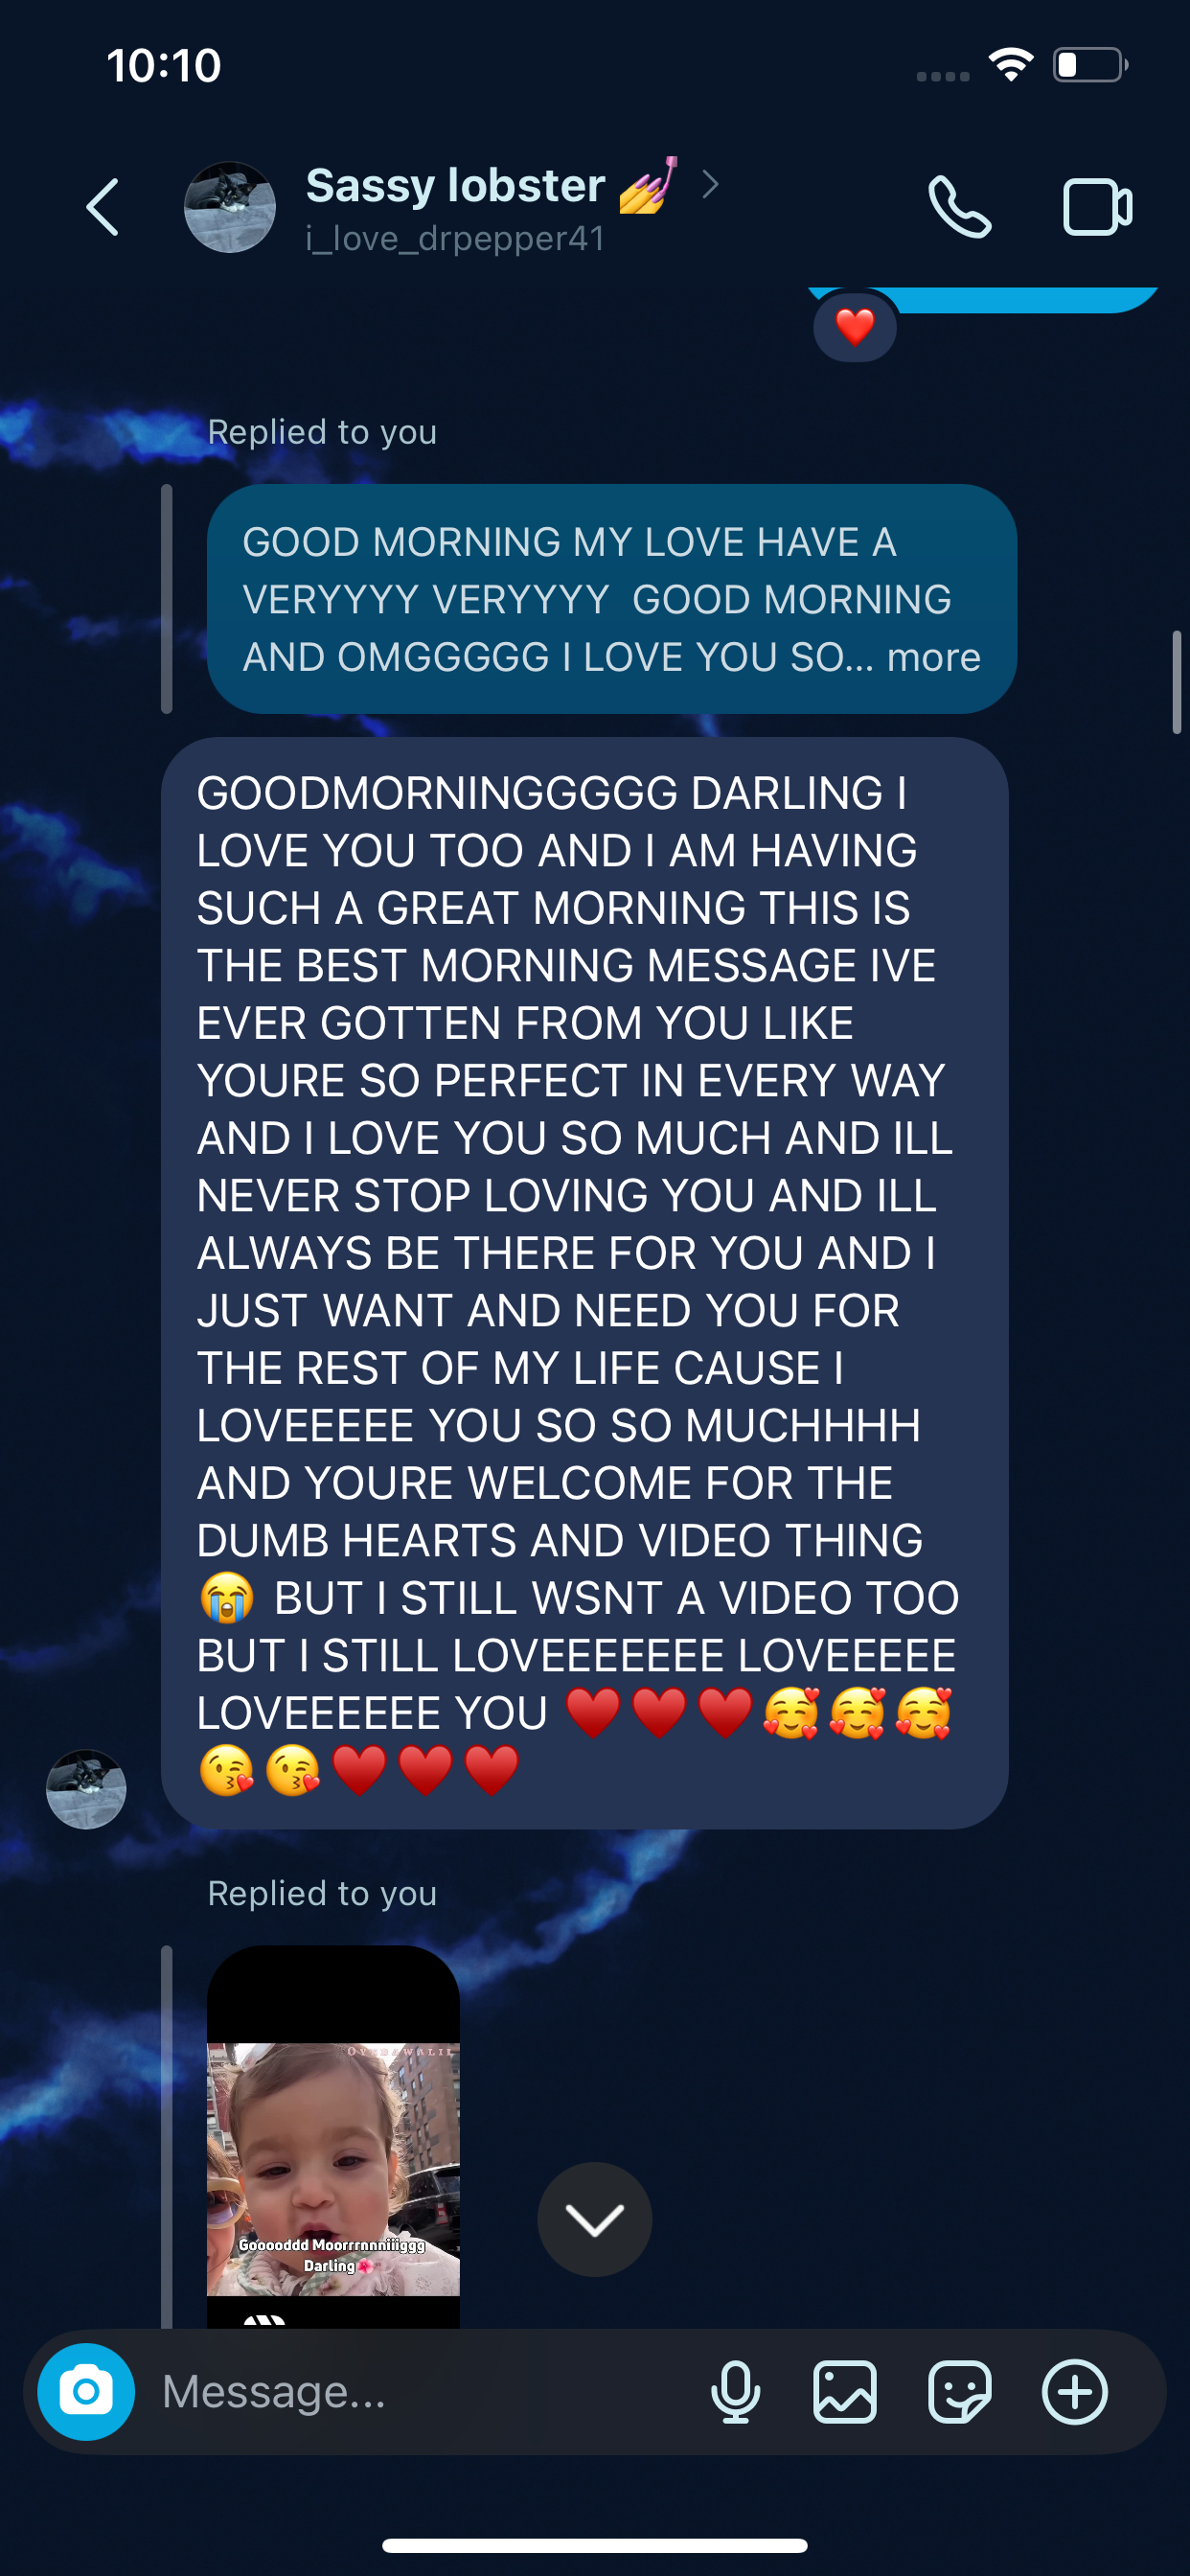 10:10
Sassy lobster 💅
i_love_drpepper41
❤️
Replied to you
GOOD MORNING MY LOVE HAVE A
VERYYYY VERYYYY  GOOD MORNING
AND OMGGGGG I LOVE YOU SO... more
GOODMORNINGGGGG DARLING I
LOVE YOU TOO AND I AM HAVING
SUCH A GREAT MORNING THIS IS
THE BEST MORNING MESSAGE IVE
EVER GOTTEN FROM YOU LIKE
YOURE SO PERFECT IN EVERY WAY
AND I LOVE YOU SO MUCH AND ILL
NEVER STOP LOVING YOU AND ILL
ALWAYS BE THERE FOR YOU AND I
JUST WANT AND NEED YOU FOR
THE REST OF MY LIFE CAUSE I
LOVEEEEE YOU SO SO MUCHHHH
AND YOURE WELCOME FOR THE
DUMB HEARTS AND VIDEO THING
😭 BUT I STILL WSNT A VIDEO TOO
BUT I STILL LOVEEEEEEE LOVEEEEE
LOVEEEEEE YOU ♥️♥️♥️🥰🥰🥰
😘😘♥️♥️♥️
Replied to you
Gooooddd Moorrrnnniiiggg
Darling🌺
Message...